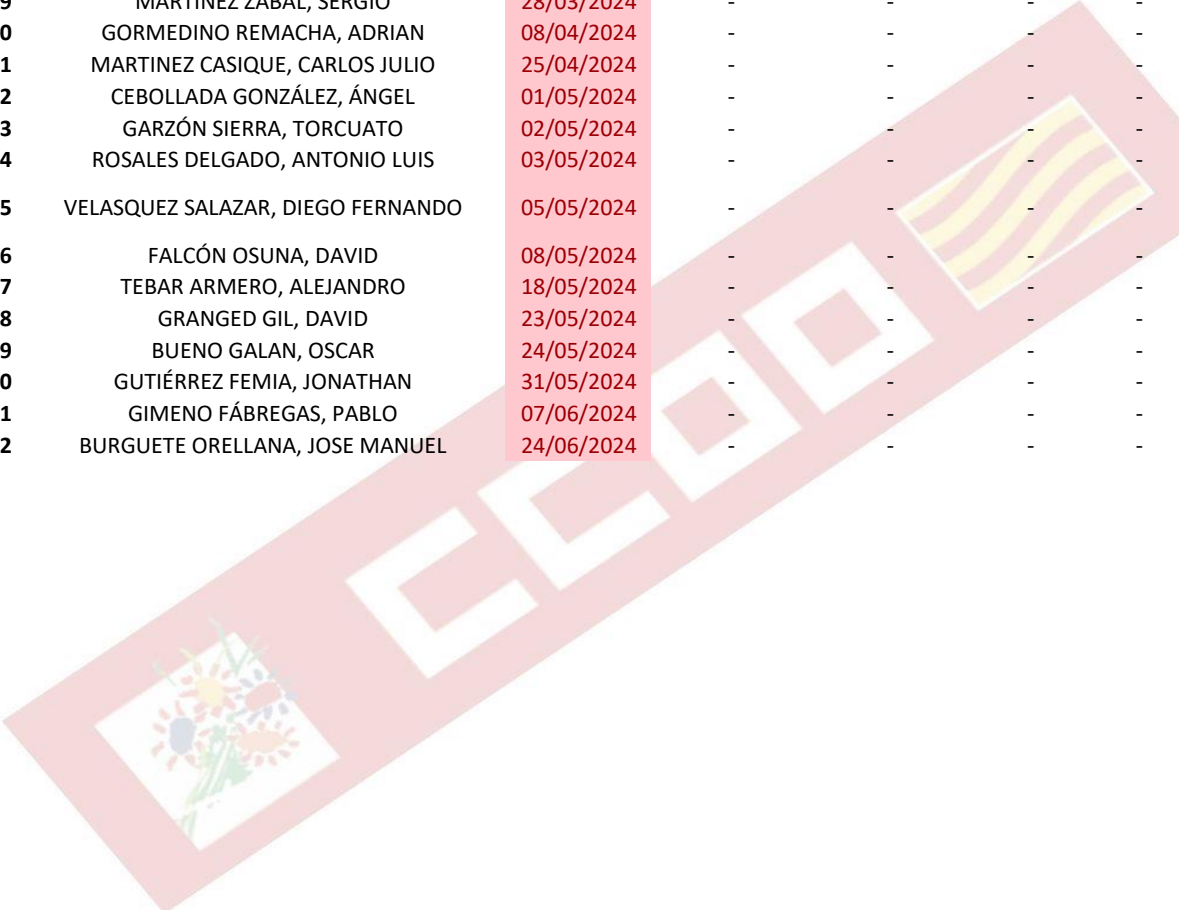 9 MARTINEZ ZABAL, SERGIO 28/03/2024 - - - -
0 GORMEDINO REMACHA, ADRIAN 08/04/2024 - - - -
1 MARTINEZ CASIQUE, CARLOS JULIO 25/04/2024 - - - -
2 CEBOLLADA GONZÁLEZ, ÁNGEL 01/05/2024 - - - -
3 GARZÓN SIERRA, TORCUATO 02/05/2024 - - - -
4 ROSALES DELGADO, ANTONIO LUIS 03/05/2024 - - - -
5 VELASQUEZ SALAZAR, DIEGO FERNANDO 05/05/2024 - - - -
6 FALCÓN OSUNA, DAVID 08/05/2024 - - - -
7 TEBAR ARMERO, ALEJANDRO 18/05/2024 - - - -
8 GRANGED GIL, DAVID 23/05/2024 - - - -
9 BUENO GALAN, OSCAR 24/05/2024 - - - -
0 GUTIÉRREZ FEMIA, JONATHAN 31/05/2024 - - - -
1 GIMENO FÁBREGAS, PABLO 07/06/2024 - - - -
2 BURGUETE ORELLANA, JOSE MANUEL 24/06/2024 - - - -
CCOO